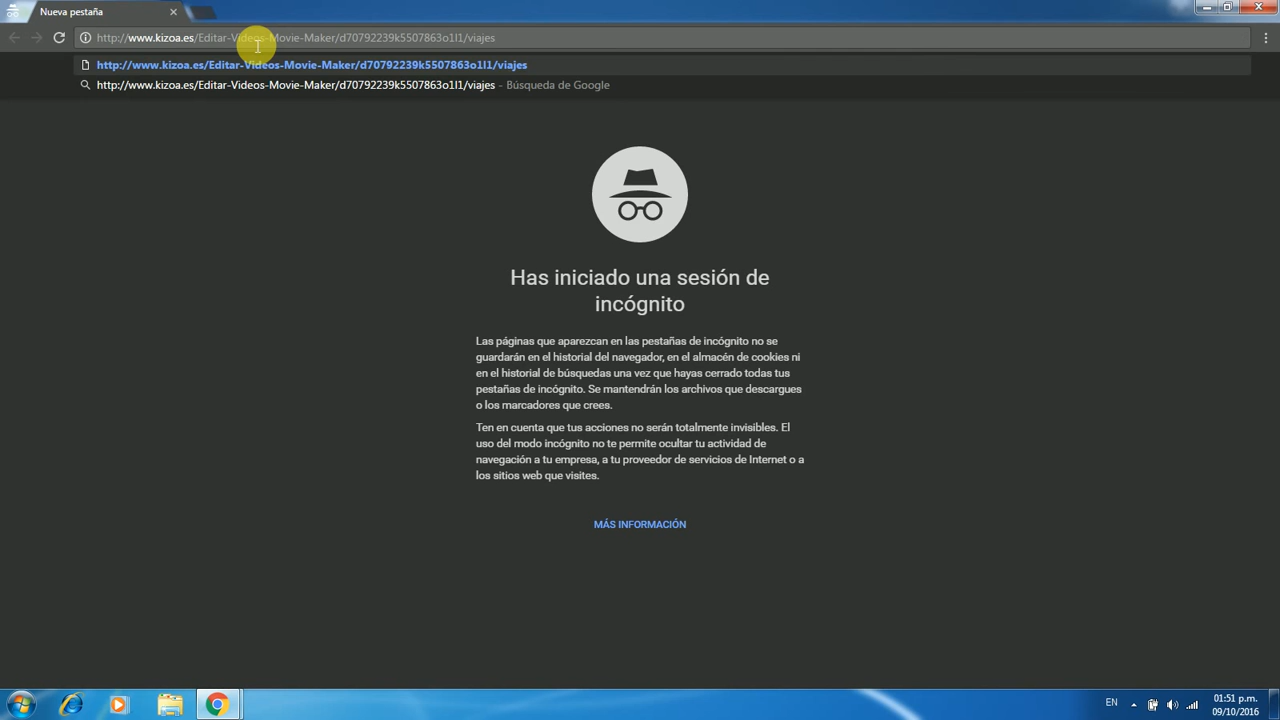 Nueva pestaña
http://www.kizoa.es/Editar-Videos-Movie-Maker/d70792239k5507863o1l1/viajes
http://www.kizoa.es/Editar-Videos-Movie-Maker/d70792239k5507863o1l1/viajes
http://www.kizoa.es/Editar-Videos-Movie-Maker/d70792239k5507863o1l1/viajes - Búsqueda de Google
Has iniciado una sesión de
incógnito
Las páginas que aparezcan en las pestañas de incógnito no se
guardarán en el historial del navegador, en el almacén de cookies ni
en el historial de búsquedas una vez que hayas cerrado todas tus
pestañas de incógnito. Se mantendrán los archivos que descargues
o los marcadores que crees.
Ten en cuenta que tus acciones no serán totalmente invisibles. El
uso del modo incógnito no te permite ocultar tu actividad de
navegación a tu empresa, a tu proveedor de servicios de Internet o a
los sitios web que visites.
MÁS INFORMACIÓN
EN
01:51 p.m.
09/10/2016